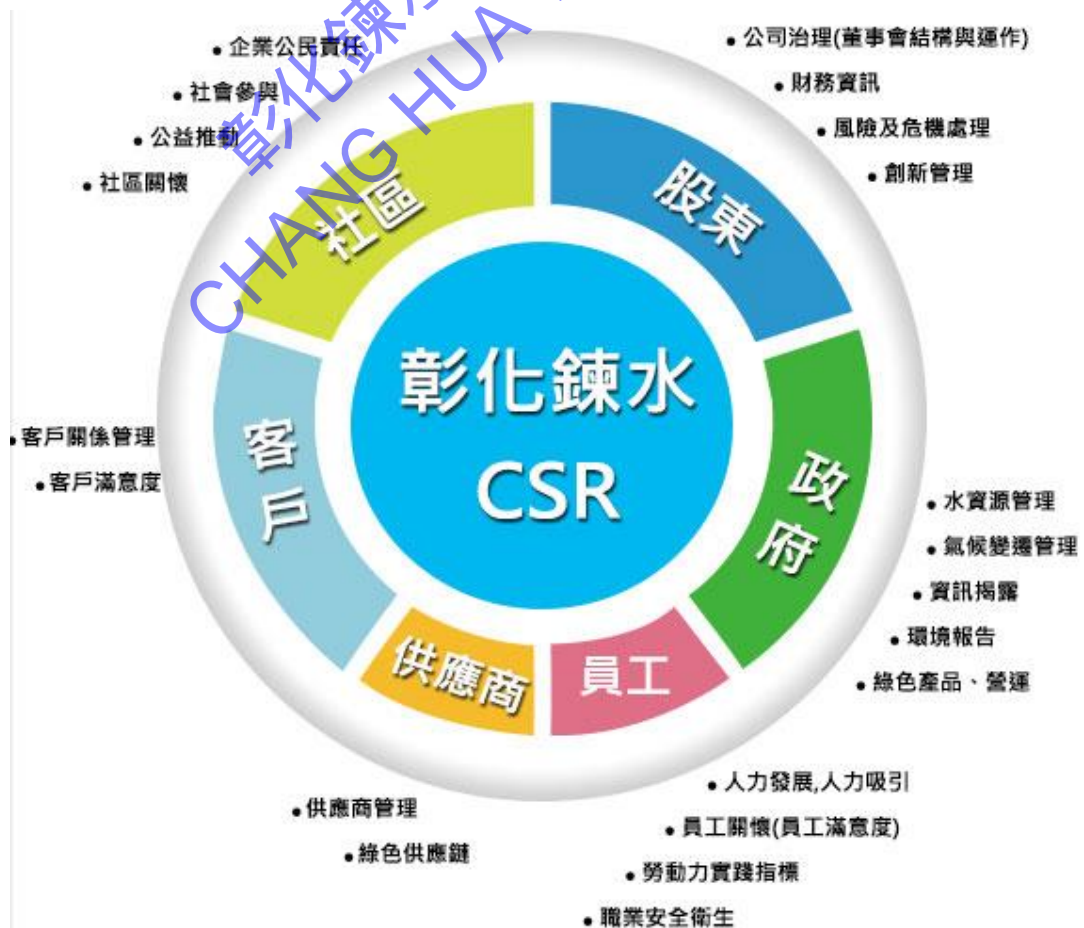 彰化鍊水
CHANG HUA
• 企業公民責任
• 社會參與
• 公益推動
• 社區關懷
• 公司治理(董事會結構與運作)
• 財務資訊
• 風險及危機處理
• 創新管理
社區
股東
彰化鍊水
CSR
客戶
• 客戶關係管理
• 客戶滿意度
政府
• 水資源管理
• 氣候變遷管理
• 資訊揭露
• 環境報告
• 綠色產品、營運
供應商
• 供應商管理
• 綠色供應鏈
員工
• 人力發展,人力吸引
• 員工關懷(員工滿意度)
• 勞動力實踐指標
• 職業安全衛生